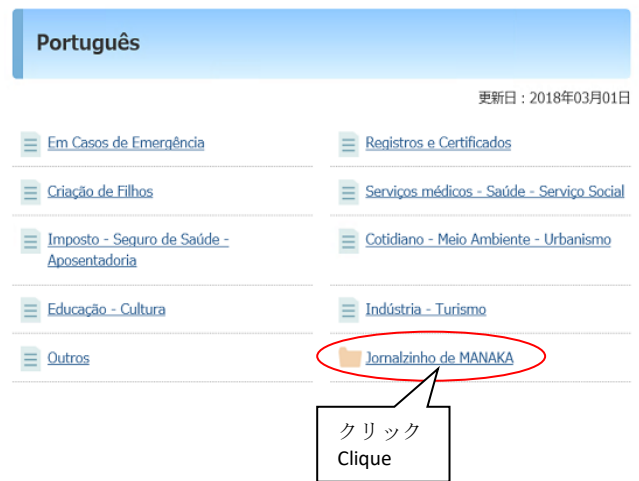 Português
更新日：2018年03月01日
Em Casos de Emergência
Registros e Certificados
Criação de Filhos
Serviços médicos - Saúde - Serviço Social
Imposto - Seguro de Saúde -
Aposentadoria
Cotidiano - Meio Ambiente - Urbanismo
Educação - Cultura
Indústria - Turismo
Outros
Jornalzinho de MANAKA
クリック
Clique